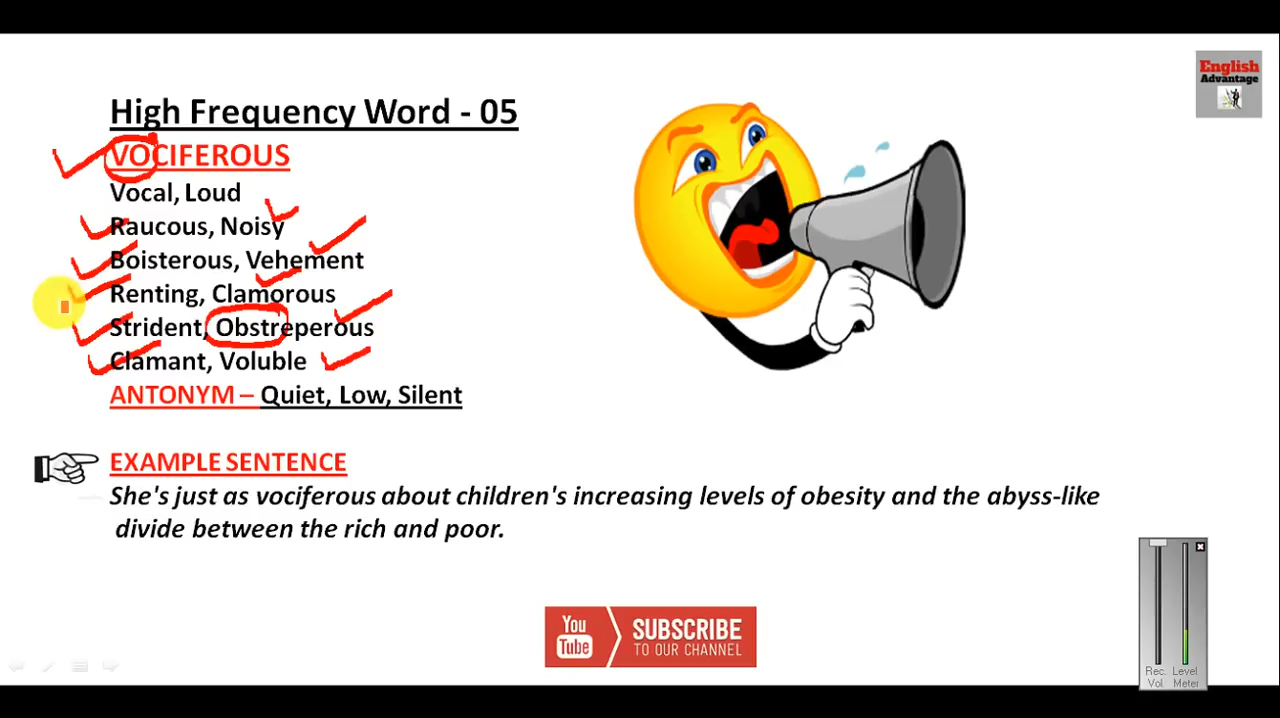 English
Advantage
High Frequency Word - 05
VOCIFEROUS
Vocal, Loud
Raucous, Noisy
Boisterous, Vehement
Renting, Clamorous
Strident, Obstreperous
Clamant, Voluble
ANTONYM – Quiet, Low, Silent
EXAMPLE SENTENCE
She's just as vociferous about children's increasing levels of obesity and the abyss-like
divide between the rich and poor.
You
Tube
SUBSCRIBE
TO OUR CHANNEL
Rec. Level
Vol Meter